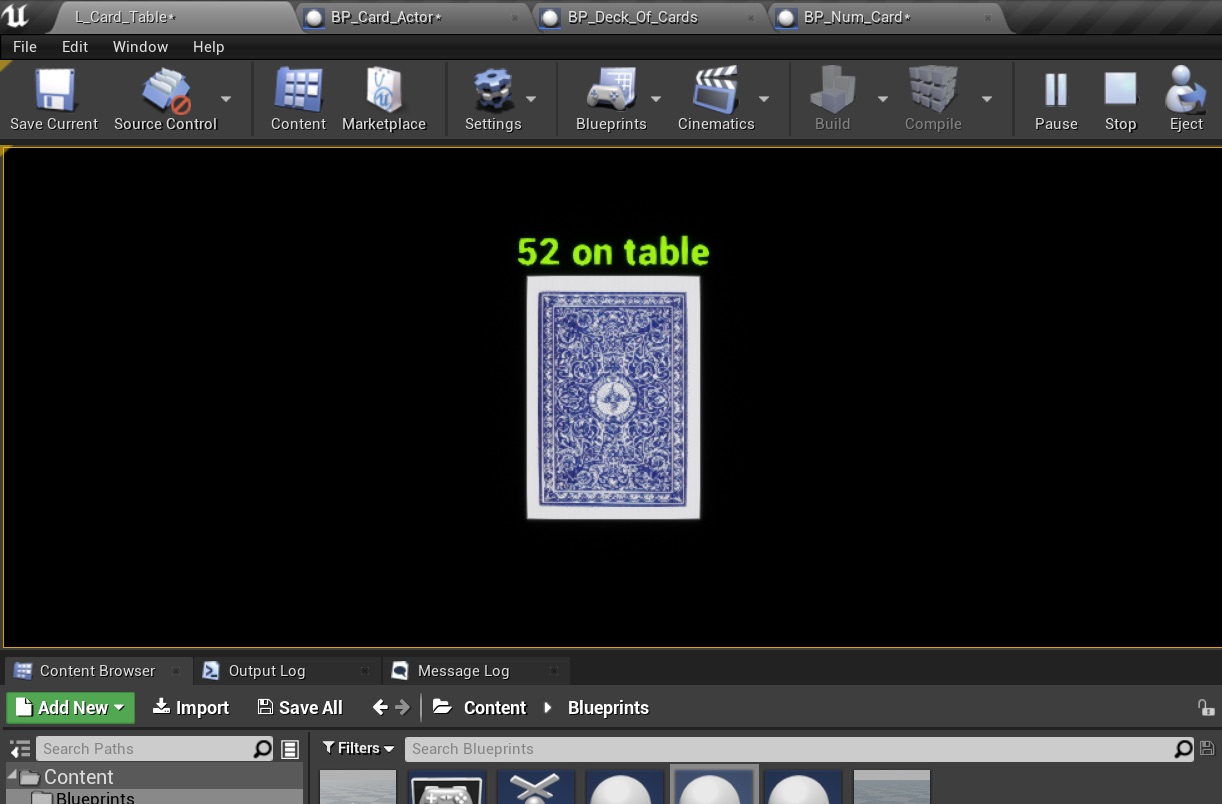 L_Card_Table*
BP_Card_Actor*
BP_Deck_Of_Cards
BP_Num_Card*
File Edit Window Help
Save Current Source Control Content Marketplace Settings Blueprints Cinematics Build Compile Pause Stop Eject
52 on table
Content Browser Output Log Message Log
Add New Import Save All Content Blueprints
Search Paths Filters Search Blueprints
Content
Blueprints